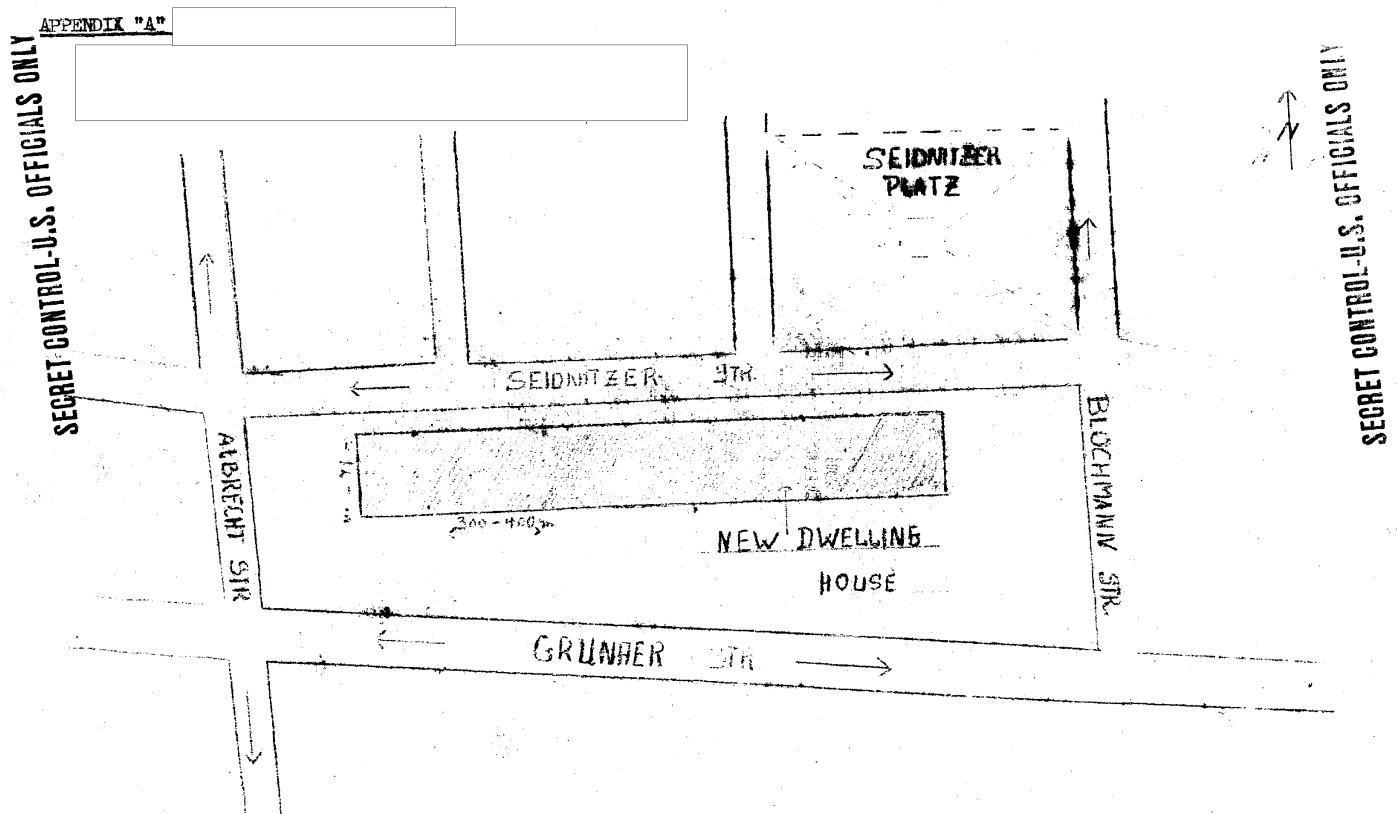 APPENDIX "A"
SECRET CONTROL-U.S. OFFICIALS ONLY
SECRET CONTROL-U.S. OFFICIALS ONLY
N
SEIDNITZER
PLATZ
SEIDNITZER STR.
ALBRECHT STR
BLOCHMANN STR.
300-400 m
NEW DWELLING
HOUSE
GRUNAER STR